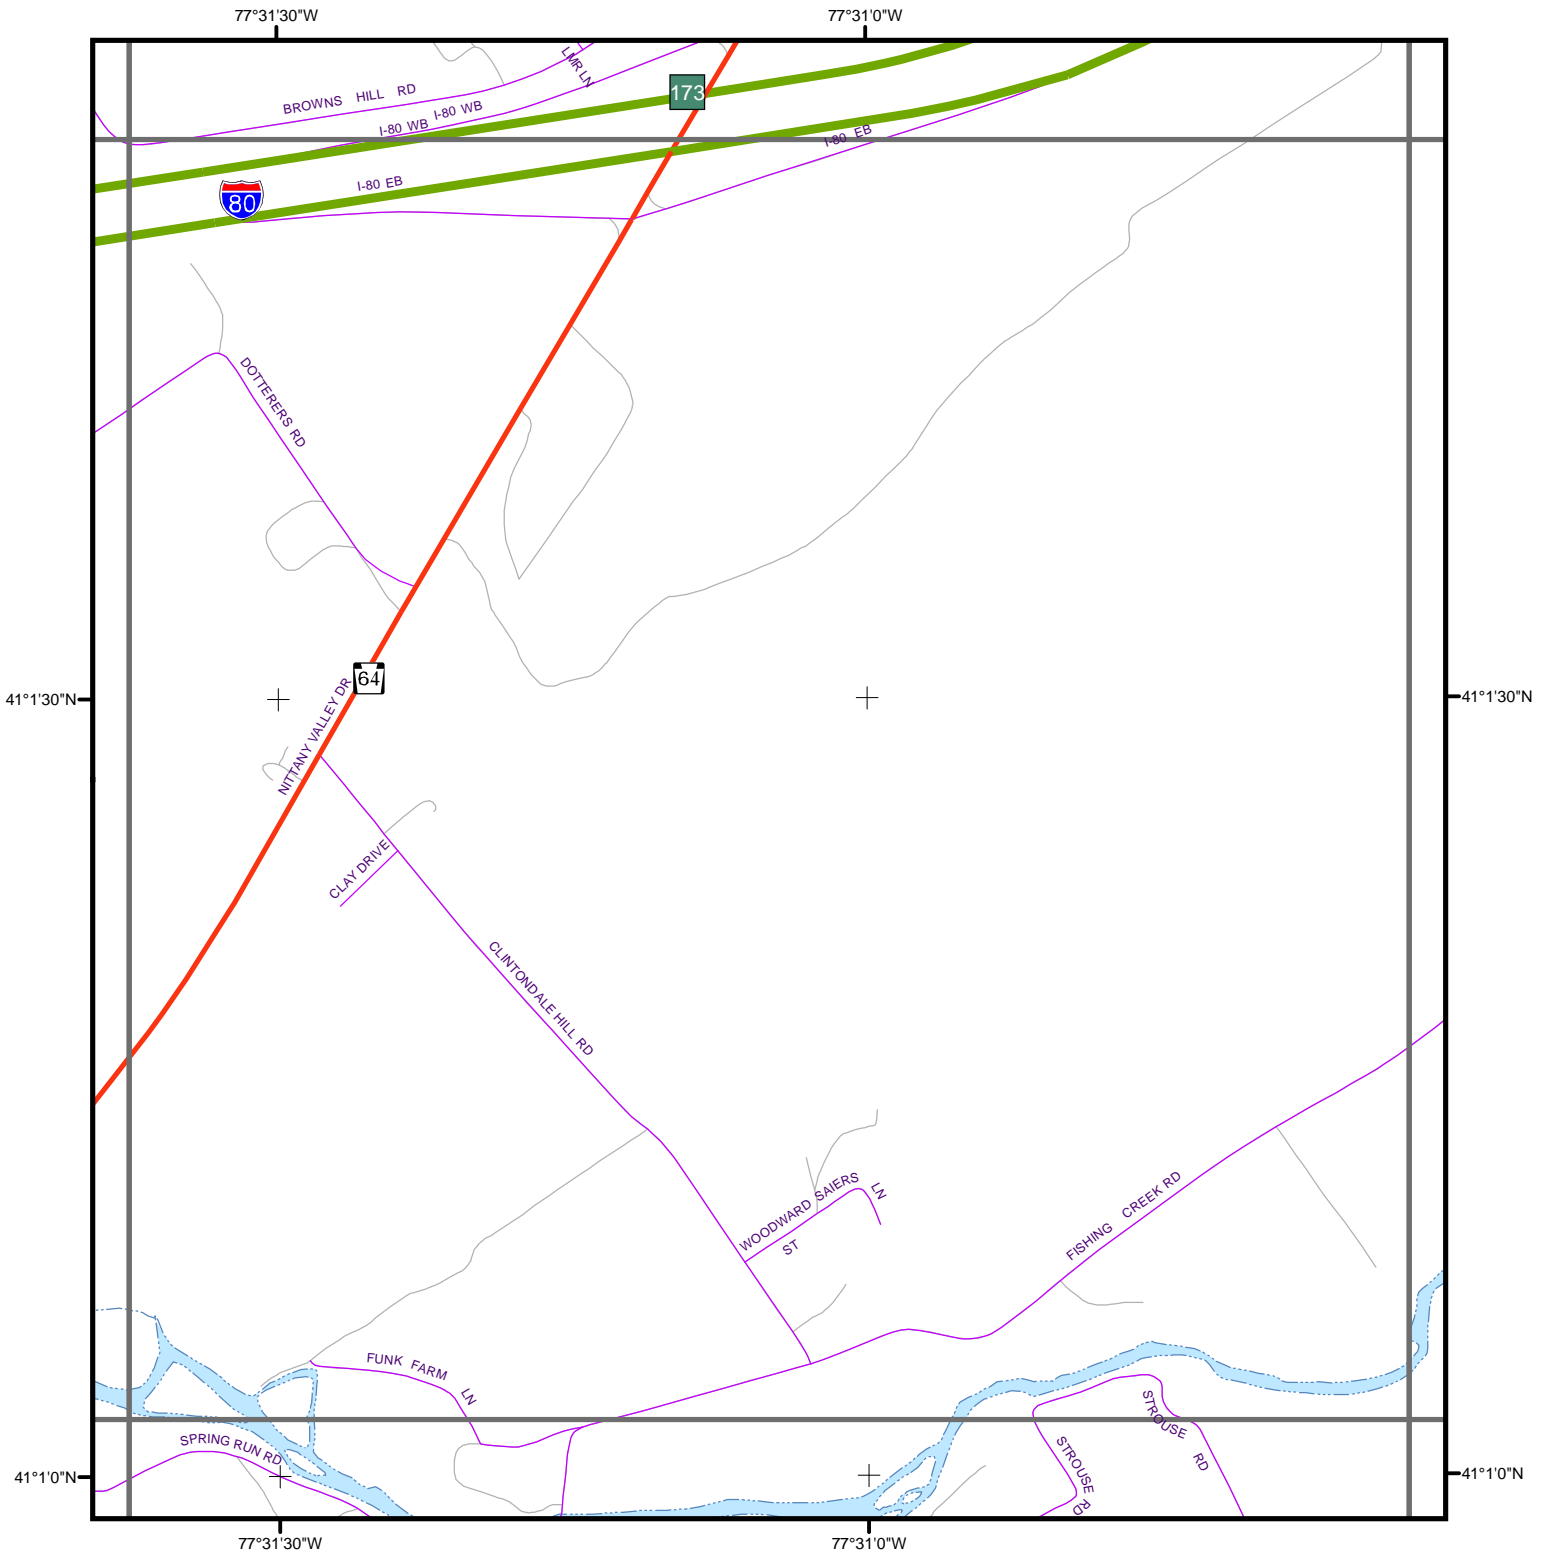 77°31'30"W
77°31'0"W
LMR LN
BROWNS HILL RD
I-80 WB
I-80 WB
173
I-80 EB
I-80 EB
80
DOTTERERS RD
64
41°1'30"N
41°1'30"N
NITTANY VALLEY DR
CLAY DRIVE
CLINTONDALE HILL RD
WOODWARD SAIERS LN
ST
FISHING CREEK RD
FUNK FARM LN
STROUSE RD
SPRING RUN RD
STROUSE RD
41°1'0"N
41°1'0"N
77°31'30"W
77°31'0"W